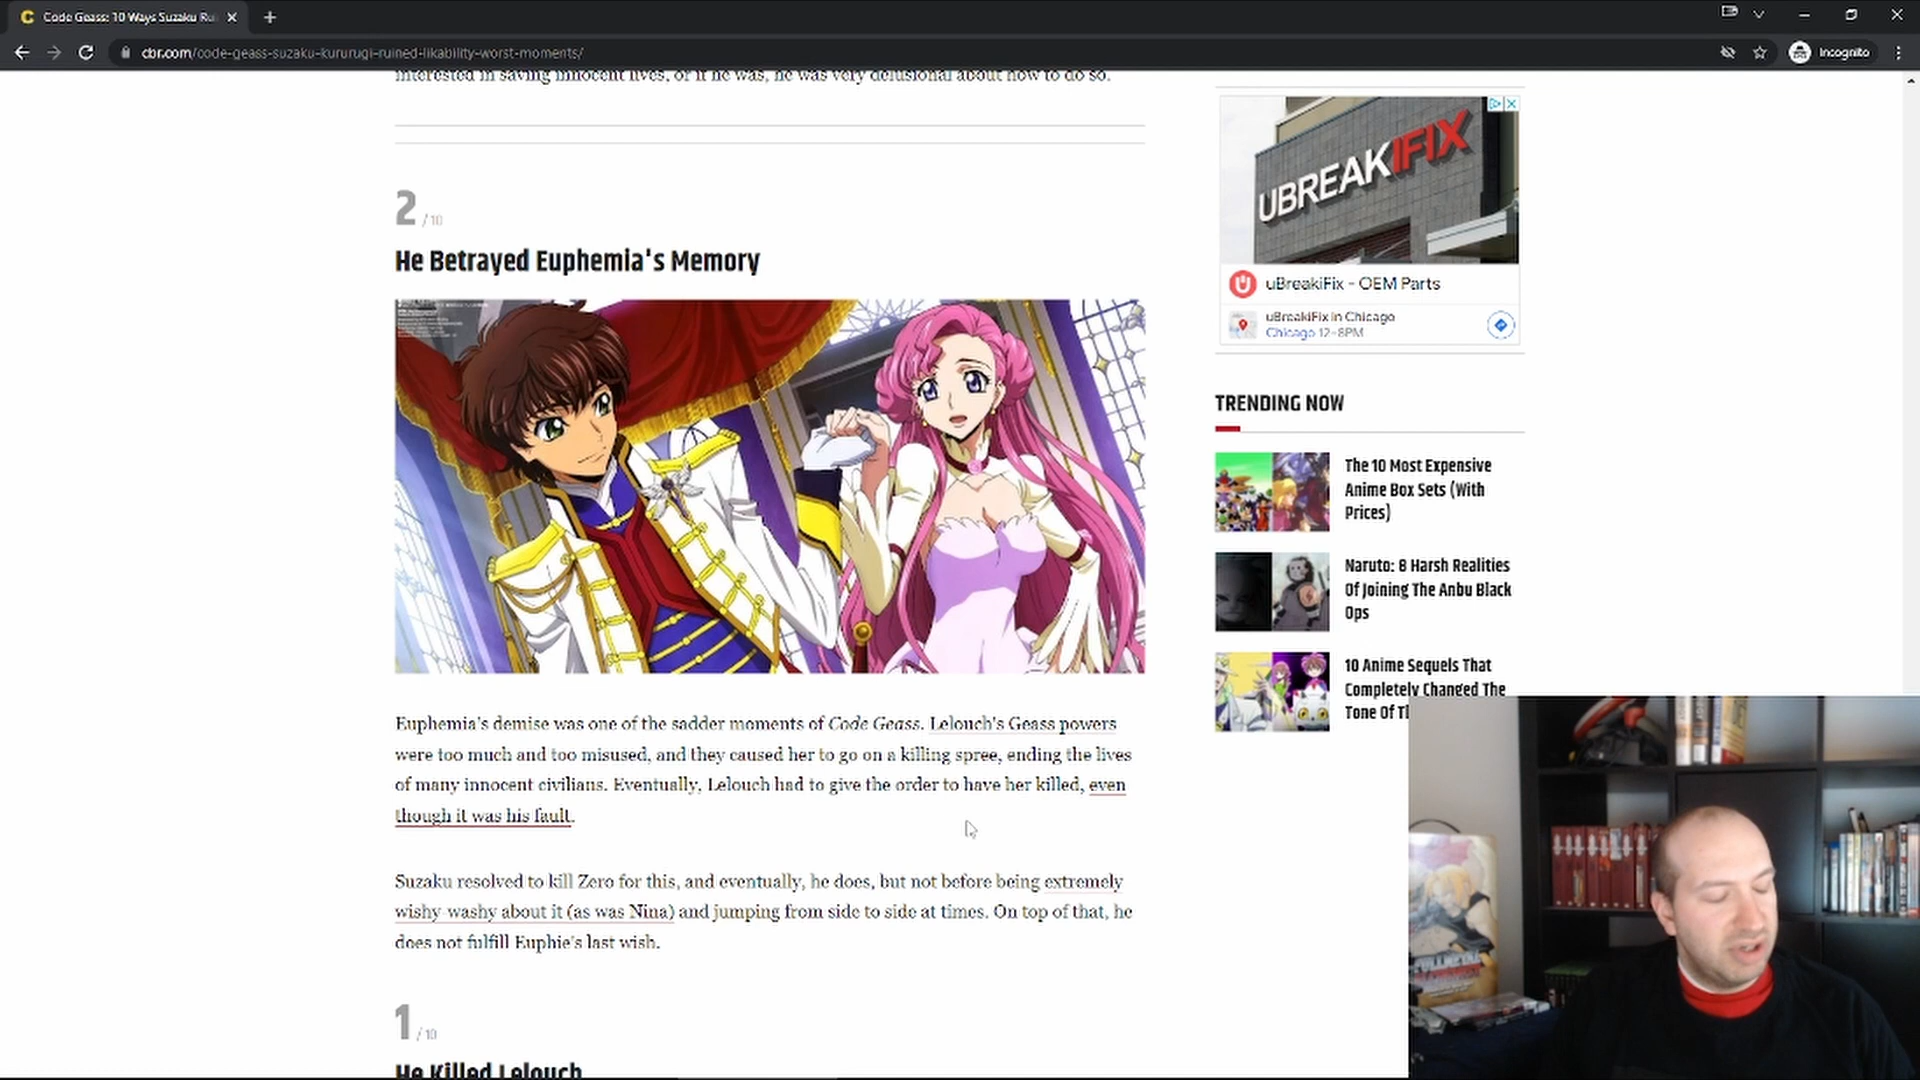 Code Geass: 10 Ways Suzaku Rui
cbr.com/code-geass-suzaku-kururugi-ruined-likability-worst-moments/
Incognito
interested in saving innocent lives, or if he was, he was very delusional about how to do so.
2 / 10
He Betrayed Euphemia's Memory
Euphemia's demise was one of the sadder moments of Code Geass. Lelouch's Geass powers
were too much and too misused, and they caused her to go on a killing spree, ending the lives
of many innocent civilians. Eventually, Lelouch had to give the order to have her killed, even
though it was his fault.
Suzaku resolved to kill Zero for this, and eventually, he does, but not before being extremely
wishy-washy about it (as was Nina) and jumping from side to side at times. On top of that, he
does not fulfill Euphie's last wish.
1 / 10
He Killed Lelouch
UBREAKIFIX
uBreakiFix - OEM Parts
uBreakiFix in Chicago
Chicago 12-8PM
TRENDING NOW
The 10 Most Expensive
Anime Box Sets (With
Prices)
Naruto: 8 Harsh Realities
Of Joining The Anbu Black
Ops
10 Anime Sequels That
Completely Changed The
Tone Of T
FULLMETAL